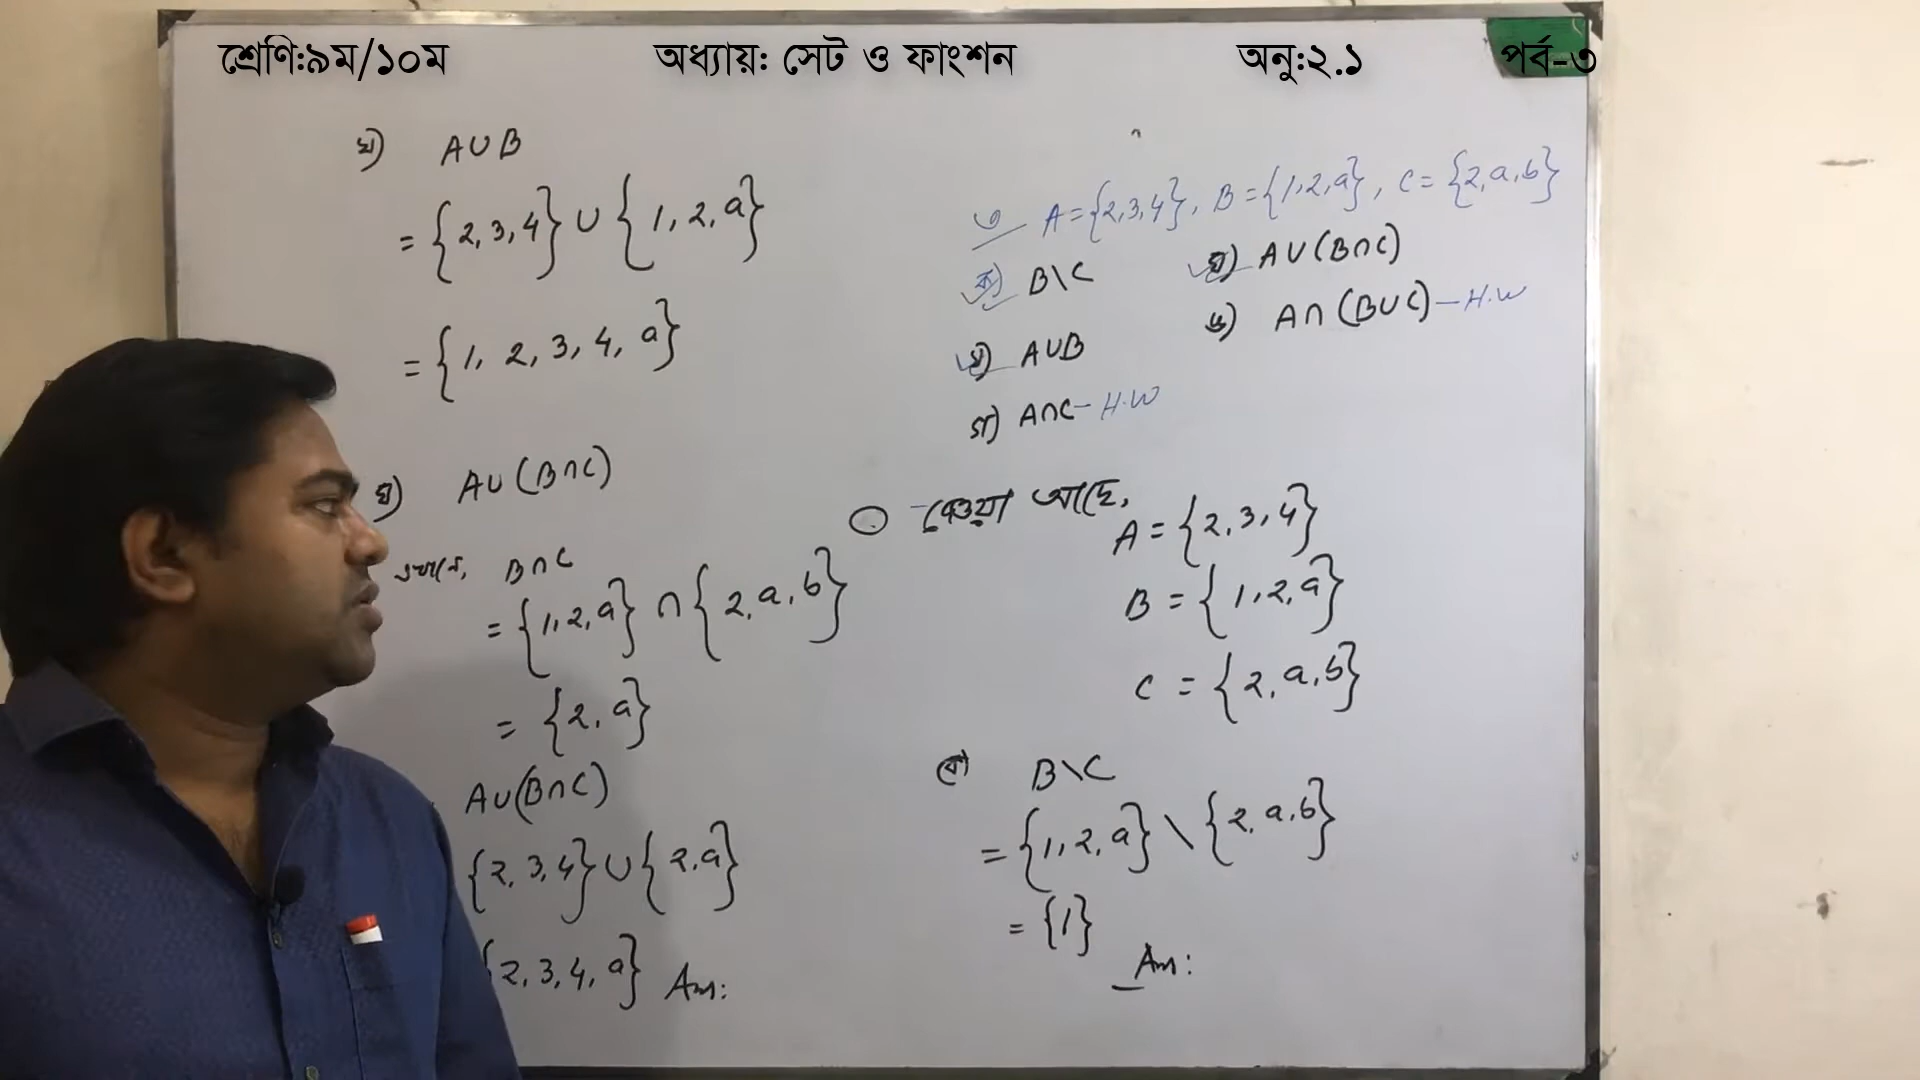 শ্রেণি:৯ম/১০ম
অধ্যায়: সেট ও ফাংশন
অনু:২.১
পর্ব-৩
A∪B
= {2,3,4} ∪ {1,2,a}
= {1, 2, 3, 4, a}
ঘ) A∪(B∩C)
এখানে, B∩C
= {1,2,a} ∩ {2,a,b}
= {2,a}
A∪(B∩C)
{2,3,4} ∪ {2,a}
{2,3,4,a} Ans:
৩ A={2,3,4}, B={1,2,a}, C={2,a,b}
ক) B\C
ঘ) A∪(B∩C)
খ) A∪B
ঙ) A∩(B∪C) – H.W
গ) A∩C – H.W
দেওয়া আছে,
A = {2,3,4}
B = {1,2,a}
C = {2,a,b}
ক) B\C
= {1,2,a} \ {2,a,b}
= {1}
Ans: